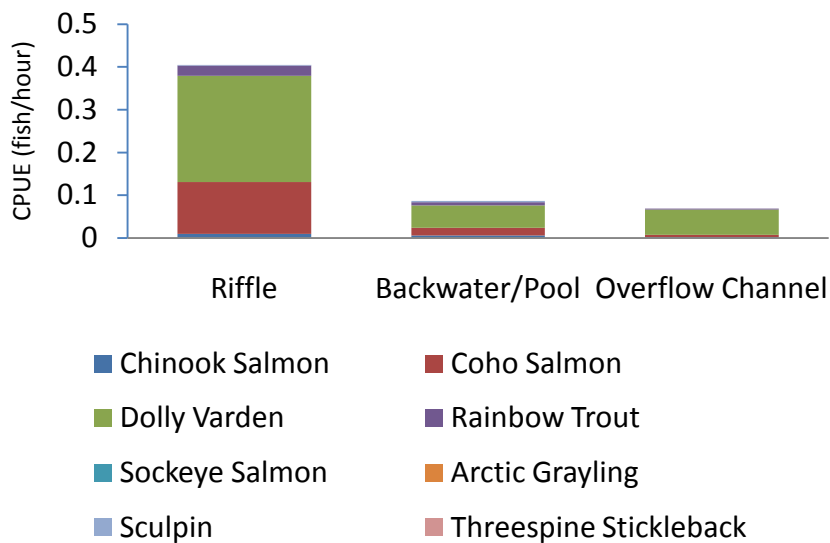 0.5
0.4
0.3
0.2
0.1
0
CPUE (fish/hour)
Riffle Backwater/Pool Overflow Channel
Chinook Salmon Coho Salmon
Dolly Varden Rainbow Trout
Sockeye Salmon Arctic Grayling
Sculpin Threespine Stickleback